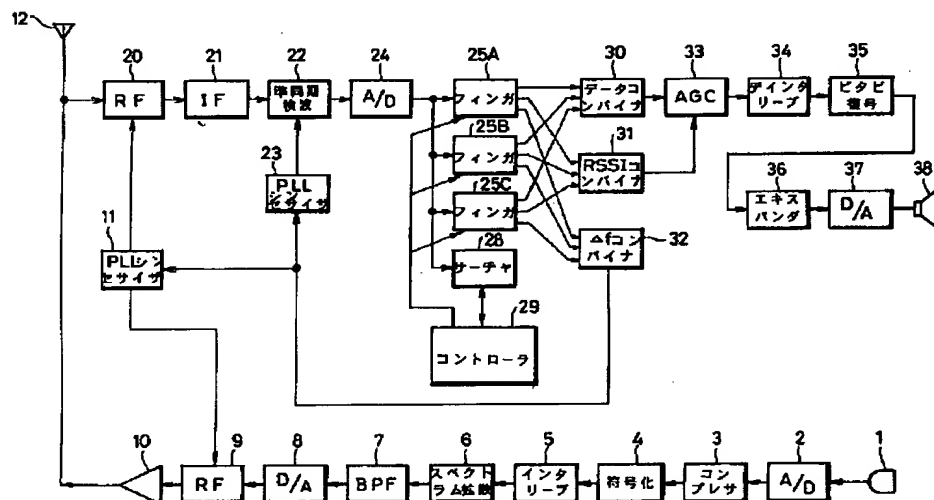 12
20
21
22
24
25A
30
33
34
35
RF
IF
準同期
検波
A/D
フィンガ
データコ
ンバイナ
AGC
デインタ
リーブ
ビタビ
復号
25B
フィンガ
31
RSSIコ
ンバイナ
23
PLL
シン
セサイザ
25C
フィンガ
36
37
38
エキス
パンダ
D/A
11
PLLシン
セサイザ
28
サーチャ
Δfコン
バイナ
32
29
コントローラ
10
9
8
7
6
5
4
3
2
1
RF
D/A
BPF
スペクト
ラム拡散
インタ
リーブ
符号化
コン
プレサ
A/D